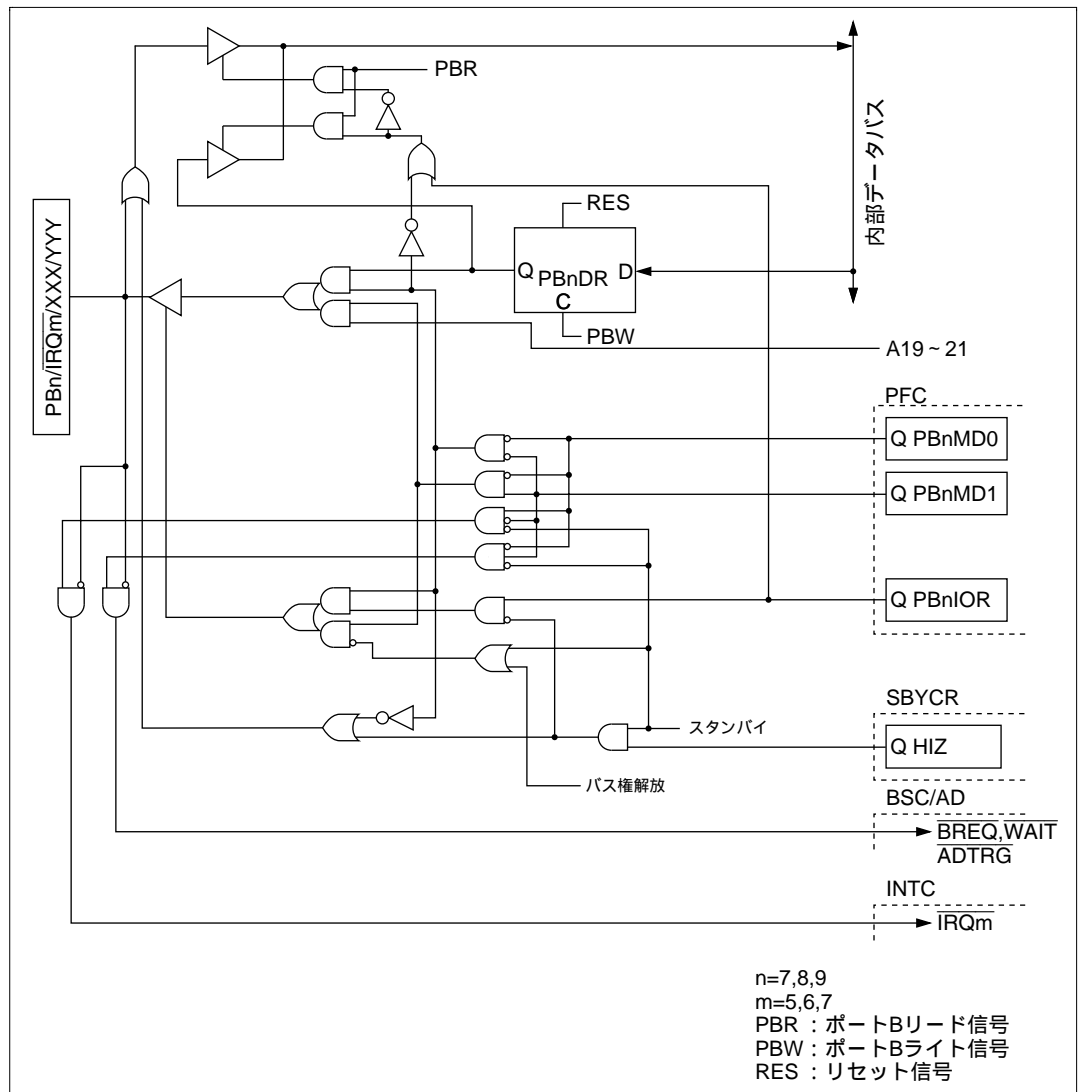 PBR
内部データバス
RES
PBn/IRQm/XXX/YYY
Q PBnDR D
C
PBW
A19~21
PFC
Q PBnMD0
Q PBnMD1
Q PBnIOR
SBYCR
スタンバイ
Q HIZ
バス権解放
BSC/AD
BREQ,WAIT
ADTRG
INTC
IRQm
n=7,8,9
m=5,6,7
PBR : ポートBリード信号
PBW : ポートBライト信号
RES : リセット信号